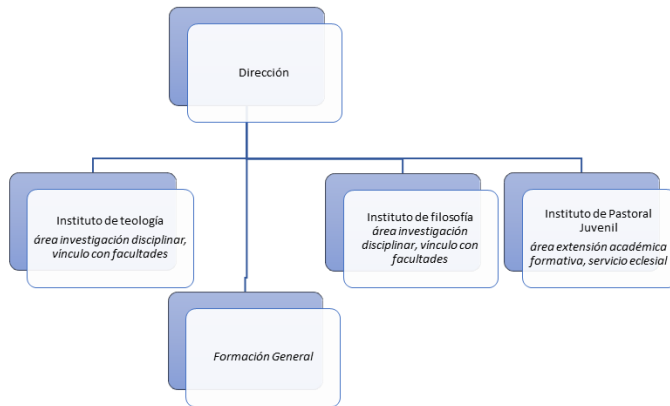 Dirección
Instituto de teología
área investigación disciplinar,
vínculo con facultades
Instituto de filosofía
área investigación
disciplinar, vínculo con
facultades
Instituto de Pastoral
Juvenil
área extensión académica
formativa, servicio eclesial
Formación General